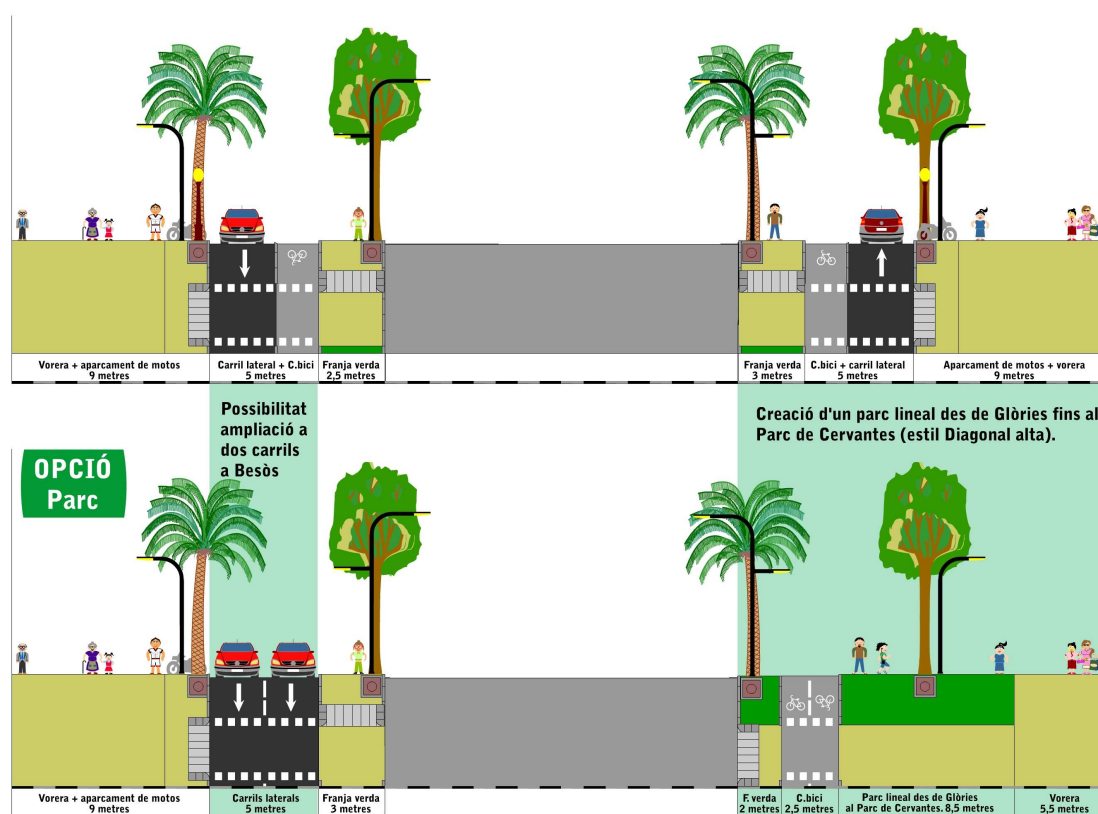 Vorera + aparcament de motos
9 metres
Carril lateral + C.bici
5 metres
Franja verda
2,5 metres
Franja verda
3 metres
C.bici + carril lateral
5 metres
Aparcament de motos + vorera
9 metres
OPCIÓ
Parc
Possibilitat
ampliació a
dos carrils
a Besòs
Creació d'un parc lineal des de Glòries fins al
Parc de Cervantes (estil Diagonal alta).
Vorera + aparcament de motos
9 metres
Carrils laterals
5 metres
Franja verda
3 metres
F. verda
2 metres
C.bici
2,5 metres
Parc lineal des de Glòries
al Parc de Cervantes. 8,5 metres
Vorera
5,5 metres